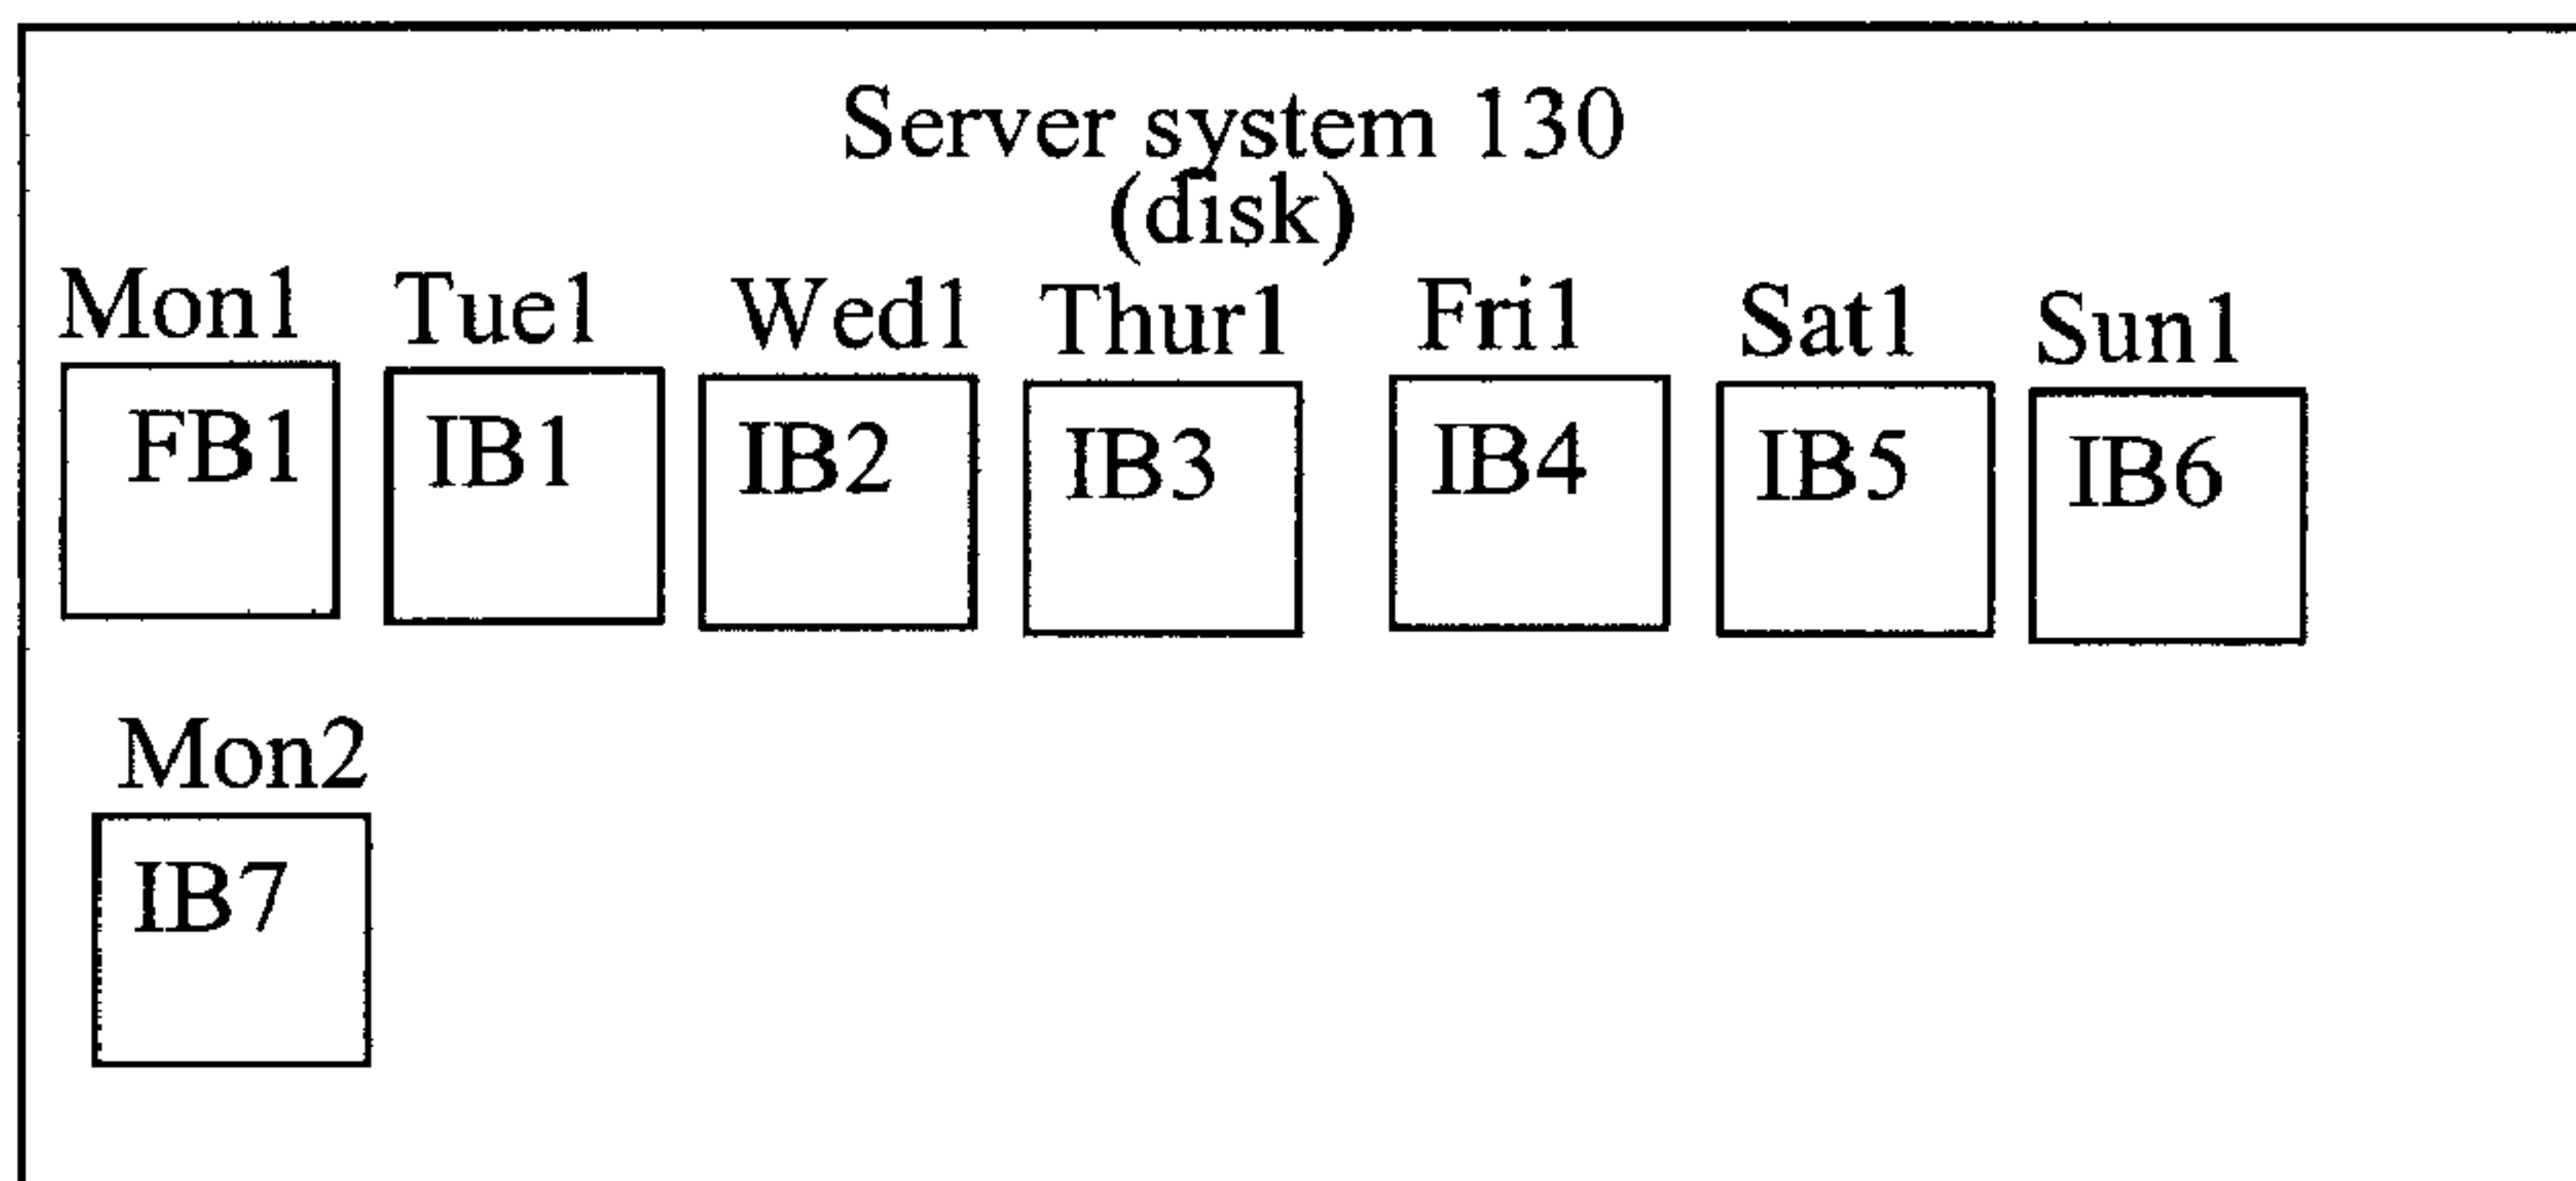 Server system 130
(disk)
Mon1 Tue1 Wed1 Thur1 Fri1 Sat1 Sun1
FB1 IB1 IB2 IB3 IB4 IB5 IB6
Mon2
IB7